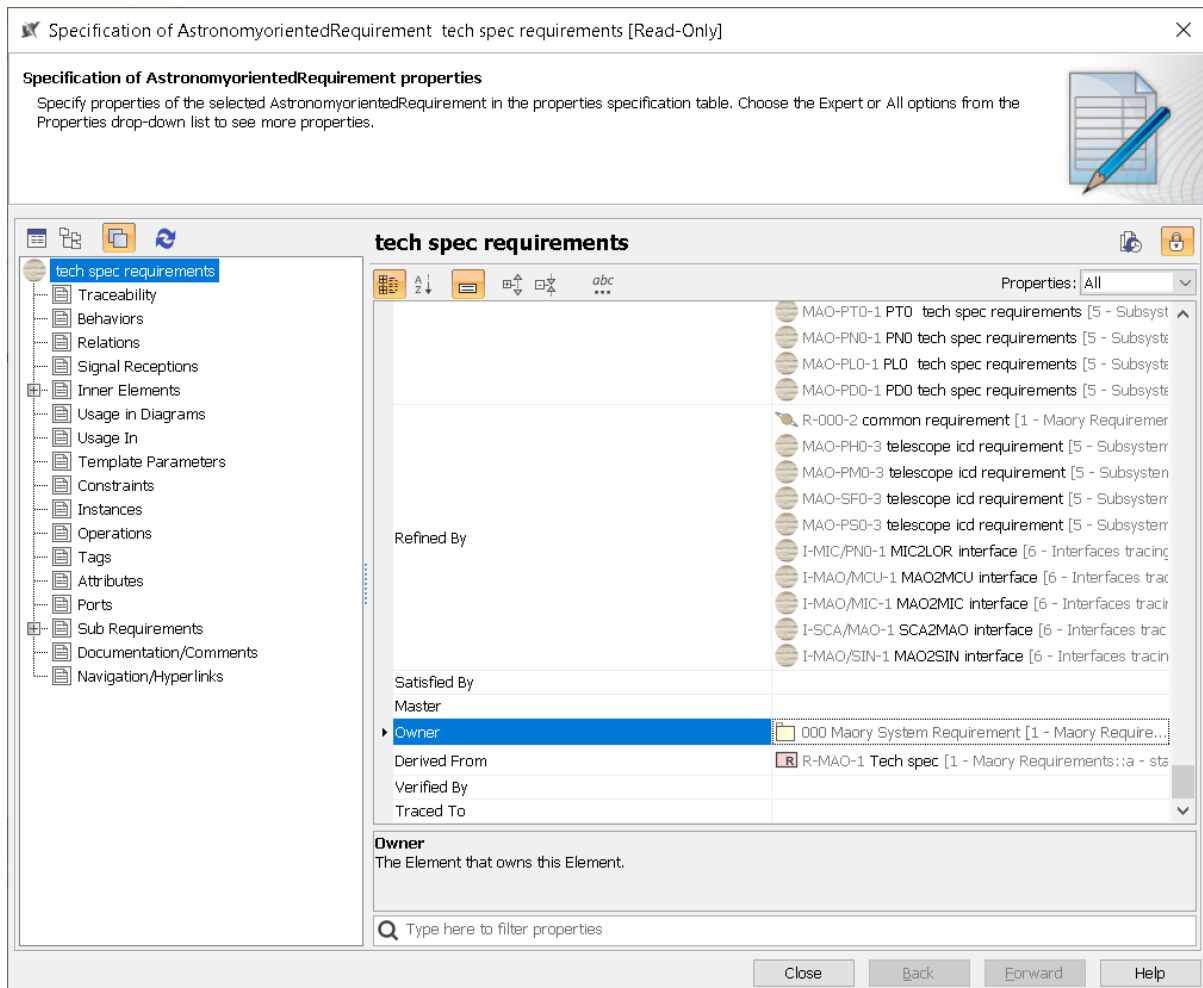 Specification of AstronomyorientedRequirement tech spec requirements [Read-Only]
Specification of AstronomyorientedRequirement properties
Specify properties of the selected AstronomyorientedRequirement in the properties specification table. Choose the Expert or All options from the
Properties drop-down list to see more properties.
tech spec requirements
Traceability
Behaviors
Relations
Signal Receptions
Inner Elements
Usage in Diagrams
Usage In
Template Parameters
Constraints
Instances
Operations
Tags
Attributes
Ports
Sub Requirements
Documentation/Comments
Navigation/Hyperlinks
tech spec requirements
A
Z
abc
Properties: All
MAO-PT0-1 PT0 tech spec requirements [5 - Subsyst
MAO-PN0-1 PN0 tech spec requirements [5 - Subsyste
MAO-PL0-1 PL0 tech spec requirements [5 - Subsyste
MAO-PD0-1 PD0 tech spec requirements [5 - Subsyste
Refined By
R-000-2 common requirement [1 - Maory Requiremer
MAO-PH0-3 telescope icd requirement [5 - Subsystem
MAO-PM0-3 telescope icd requirement [5 - Subsystem
MAO-SF0-3 telescope icd requirement [5 - Subsystem
MAO-PS0-3 telescope icd requirement [5 - Subsystem
I-MIC/PN0-1 MIC2LOR interface [6 - Interfaces tracing
I-MAO/MCU-1 MAO2MCU interface [6 - Interfaces trac
I-MAO/MIC-1 MAO2MIC interface [6 - Interfaces tracir
I-SCA/MAO-1 SCA2MAO interface [6 - Interfaces trac
I-MAO/SIN-1 MAO2SIN interface [6 - Interfaces tracin
Satisfied By
Master
Owner 000 Maory System Requirement [1 - Maory Require...
Derived From R R-MAO-1 Tech spec [1 - Maory Requirements::a - sta
Verified By
Traced To
Owner
The Element that owns this Element.
Type here to filter properties
Close Back Forward Help